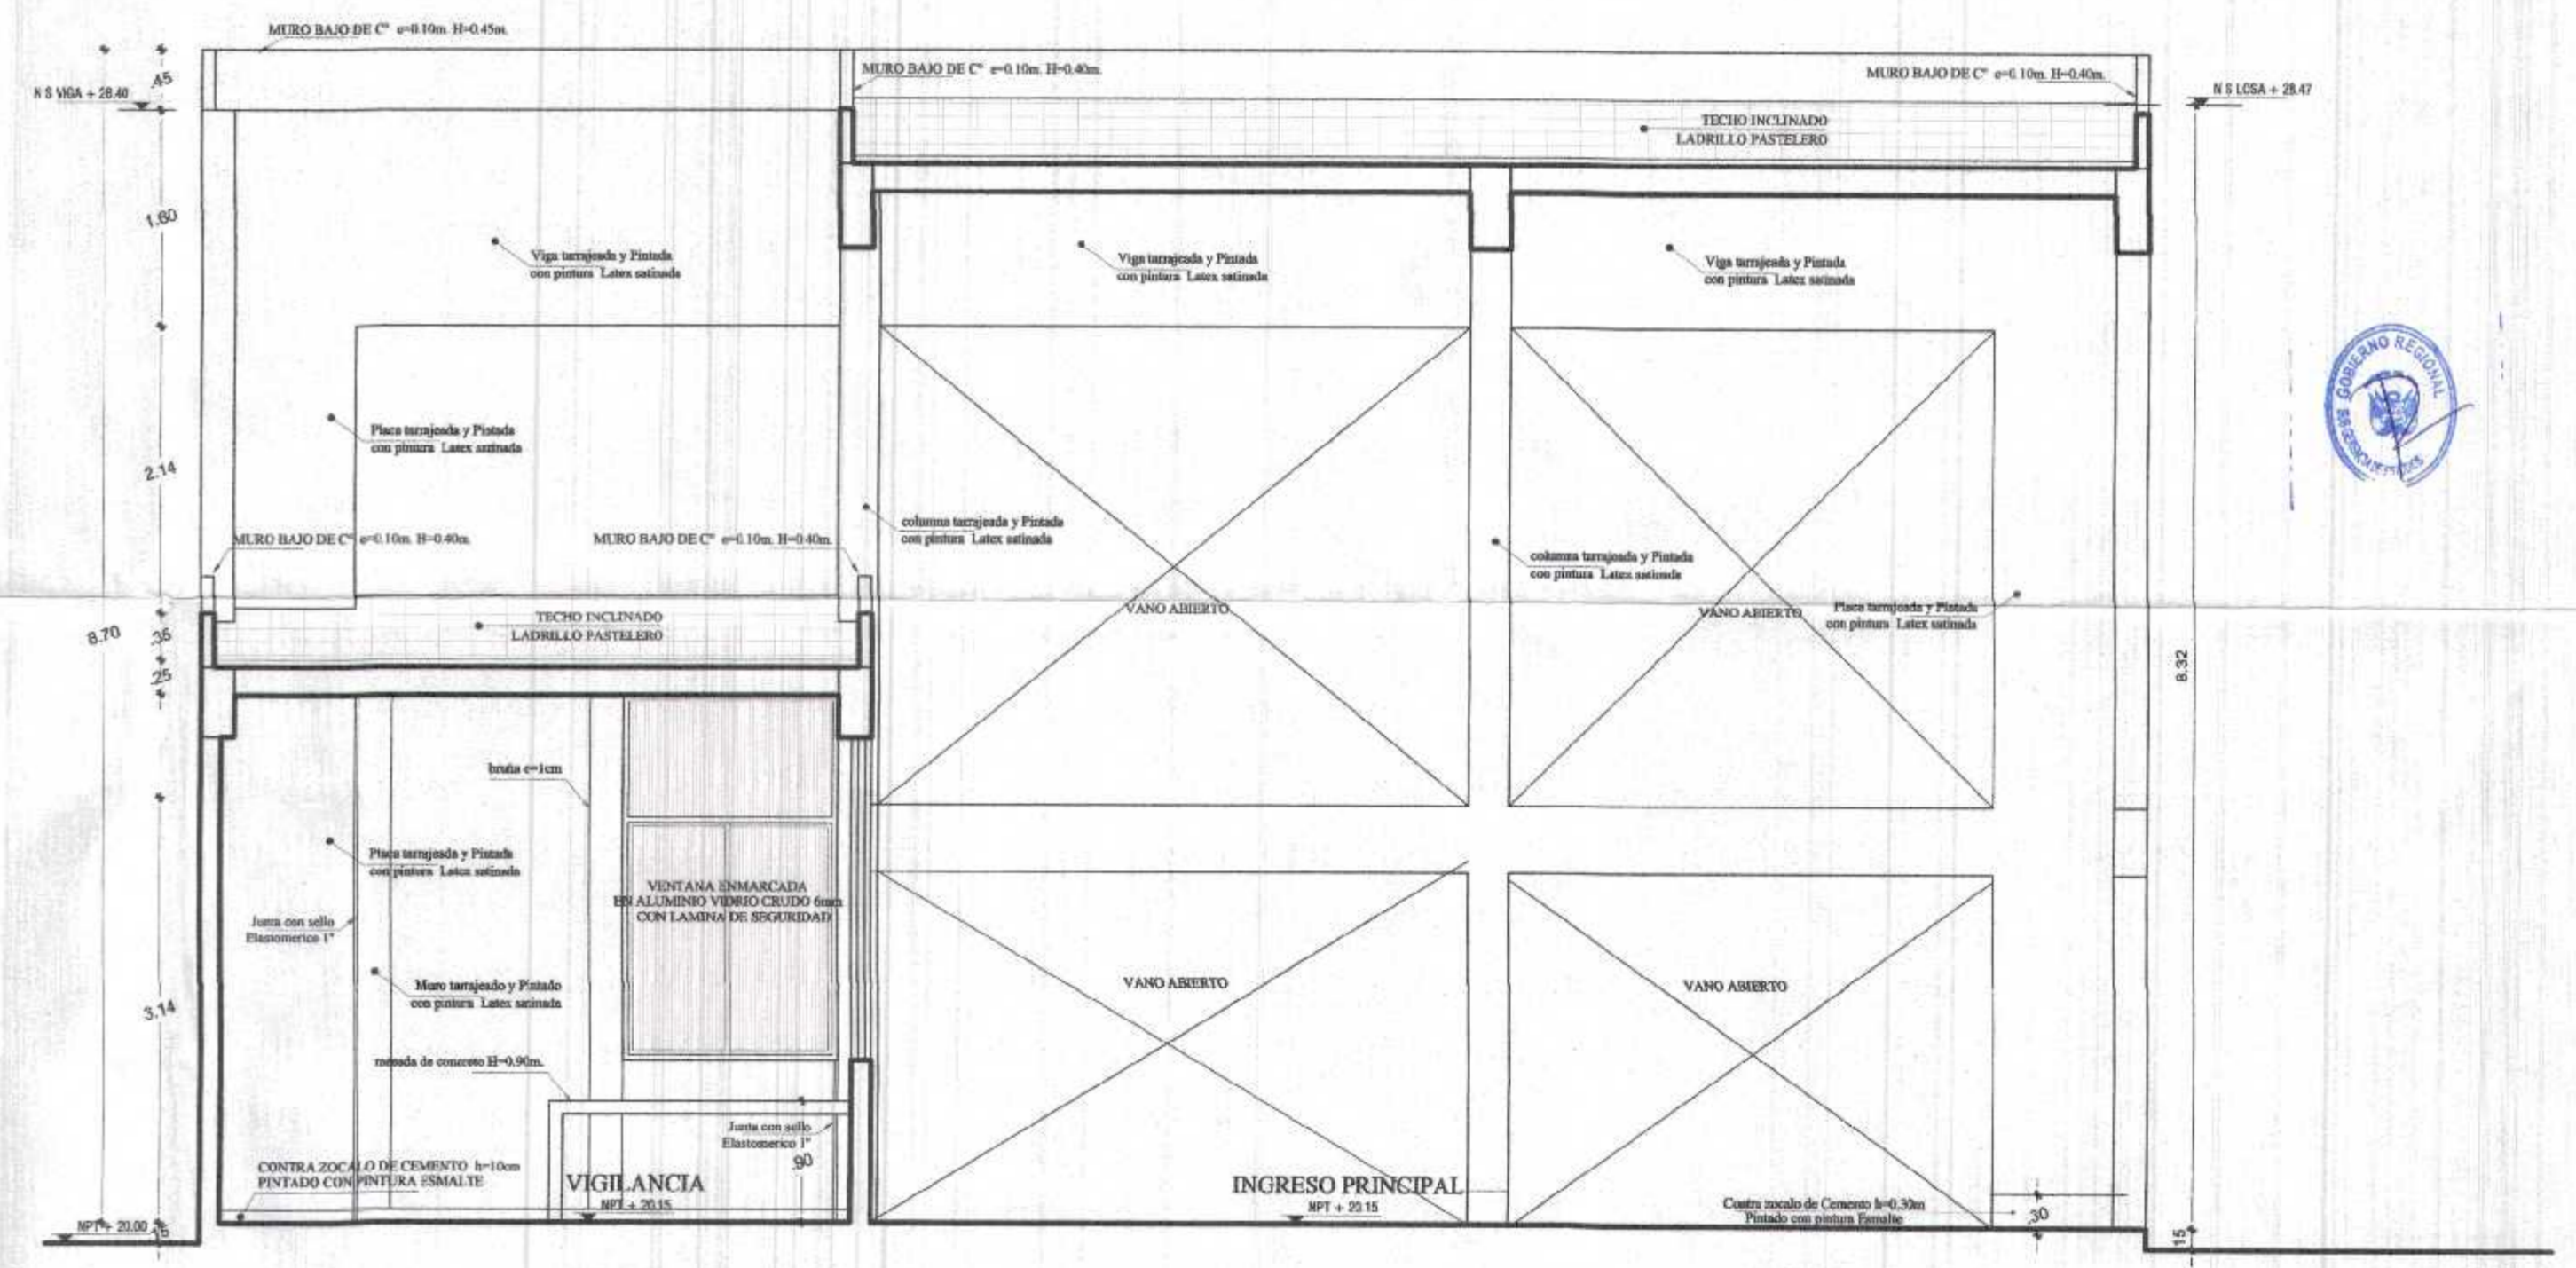 MURO BAJO DE C° e=0.10m. H=0.45m.
.45
N S VIGA + 28.40
MURO BAJO DE C° e=0.10m. H=0.40m.
MURO BAJO DE C° e=0.10m. H=0.40m.
N S LOSA + 28.47
TECHO INCLINADO
LADRILLO PASTELERO
1.60
Viga tarrajeada y Pintada
con pintura Latex satinada
Viga tarrajeada y Pintada
con pintura Latex satinada
Viga tarrajeada y Pintada
con pintura Latex satinada
GOBIERNO REGIONAL
Placa tarrajeada y Pintada
con pintura Latex satinada
2.14
columna tarrajeada y Pintada
con pintura Latex satinada
MURO BAJO DE C° e=0.10m. H=0.40m.
MURO BAJO DE C° e=0.10m. H=0.40m.
columna tarrajeada y Pintada
con pintura Latex satinada
VANO ABIERTO
VANO ABIERTO
Placa tarrajeada y Pintada
con pintura Latex satinada
TECHO INCLINADO
LADRILLO PASTELERO
8.70
.36
.25
8.32
bruña e=1cm
Placa tarrajeada y Pintada
con pintura Latex satinada
VENTANA ENMARCADA
EN ALUMINIO VIDRIO CRUDO 6mm
CON LAMINA DE SEGURIDAD
Junta con sello
Elastomerico 1"
Muro tarrajeado y Pintado
con pintura Latex satinada
VANO ABIERTO
VANO ABIERTO
3.14
mesada de concreto H=0.90m.
Junta con sello
Elastomerico 1"
.90
CONTRA ZOCALO DE CEMENTO h=10cm
PINTADO CON PINTURA ESMALTE
VIGILANCIA
NPT + 20.15
INGRESO PRINCIPAL
NPT + 20.15
Contra zocalo de Cemento h=0.30m
Pintado con pintura Esmalte
.30
NPT + 20.00
15